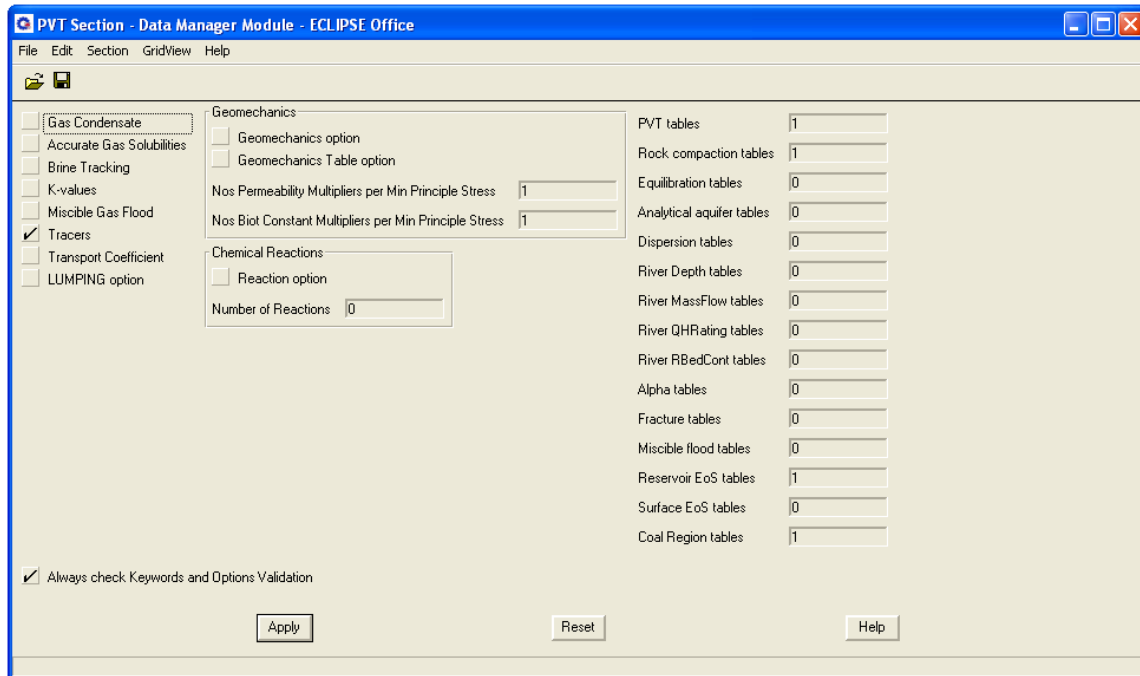 PVT Section - Data Manager Module - ECLIPSE Office
File Edit Section GridView Help
Gas Condensate
Accurate Gas Solubilities
Brine Tracking
K-values
Miscible Gas Flood
Tracers
Transport Coefficient
LUMPING option
Geomechanics
Geomechanics option
Geomechanics Table option
Nos Permeability Multipliers per Min Principle Stress 1
Nos Biot Constant Multipliers per Min Principle Stress 1
Chemical Reactions
Reaction option
Number of Reactions 0
PVT tables 1
Rock compaction tables 1
Equilibration tables 0
Analytical aquifer tables 0
Dispersion tables 0
River Depth tables 0
River MassFlow tables 0
River QHRating tables 0
River RBedCont tables 0
Alpha tables 0
Fracture tables 0
Miscible flood tables 0
Reservoir EoS tables 1
Surface EoS tables 0
Coal Region tables 1
Always check Keywords and Options Validation
Apply Reset Help